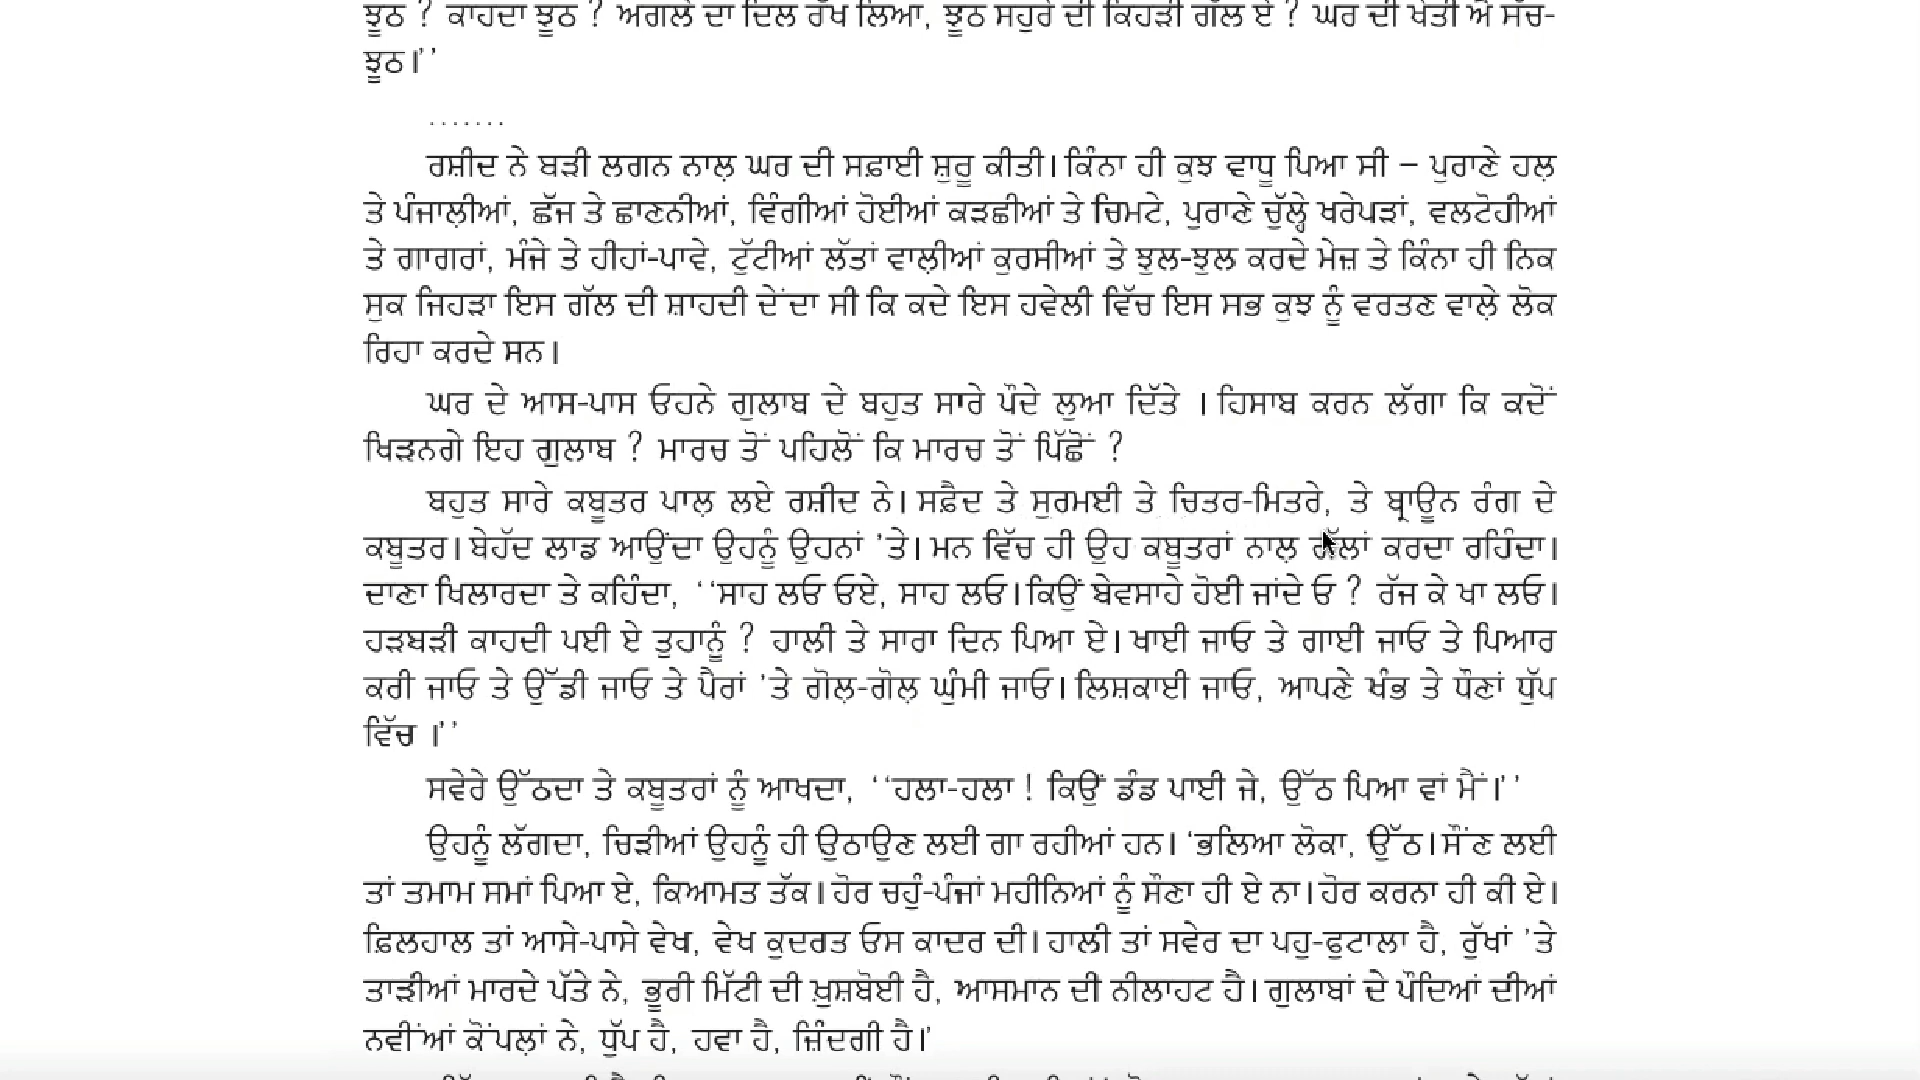 ਝੂਠ ? ਕਾਹਦਾ ਝੂਠ ? ਅਗਲੇ ਦਾ ਦਿਲ ਰੱਖ ਲਿਆ, ਝੂਠ ਸਹੁਰੇ ਦੀ ਕਿਹੜੀ ਗੱਲ ਏ ? ਘਰ ਦੀ ਖੇਤੀ ਐ ਸੱਚ-
ਝੂਠ।’’
.......
ਰਸ਼ੀਦ ਨੇ ਬੜੀ ਲਗਨ ਨਾਲ਼ ਘਰ ਦੀ ਸਫ਼ਾਈ ਸ਼ੁਰੂ ਕੀਤੀ। ਕਿੰਨਾ ਹੀ ਕੁਝ ਵਾਧੂ ਪਿਆ ਸੀ – ਪੁਰਾਣੇ ਹਲ਼
ਤੇ ਪੰਜਾਲ਼ੀਆਂ, ਛੱਜ ਤੇ ਛਾਣਨੀਆਂ, ਵਿੰਗੀਆਂ ਹੋਈਆਂ ਕੜਛੀਆਂ ਤੇ ਚਿਮਟੇ, ਪੁਰਾਣੇ ਚੁੱਲ੍ਹੇ ਖਰੇਪੜਾਂ, ਵਲਟੋਹੀਆਂ
ਤੇ ਗਾਗਰਾਂ, ਮੰਜੇ ਤੇ ਹੀਹਾਂ-ਪਾਵੇ, ਟੁੱਟੀਆਂ ਲੱਤਾਂ ਵਾਲ਼ੀਆਂ ਕੁਰਸੀਆਂ ਤੇ ਝੁਲ-ਝੁਲ ਕਰਦੇ ਮੇਜ਼ ਤੇ ਕਿੰਨਾ ਹੀ ਨਿਕ
ਸੁਕ ਜਿਹੜਾ ਇਸ ਗੱਲ ਦੀ ਸ਼ਾਹਦੀ ਦੇਂਦਾ ਸੀ ਕਿ ਕਦੇ ਇਸ ਹਵੇਲੀ ਵਿੱਚ ਇਸ ਸਭ ਕੁਝ ਨੂੰ ਵਰਤਣ ਵਾਲ਼ੇ ਲੋਕ
ਰਿਹਾ ਕਰਦੇ ਸਨ।
ਘਰ ਦੇ ਆਸ-ਪਾਸ ਓਹਨੇ ਗੁਲਾਬ ਦੇ ਬਹੁਤ ਸਾਰੇ ਪੌਦੇ ਲੁਆ ਦਿੱਤੇ । ਹਿਸਾਬ ਕਰਨ ਲੱਗਾ ਕਿ ਕਦੋਂ
ਖਿੜਨਗੇ ਇਹ ਗੁਲਾਬ ? ਮਾਰਚ ਤੋਂ ਪਹਿਲੋਂ ਕਿ ਮਾਰਚ ਤੋਂ ਪਿੱਛੋਂ ?
ਬਹੁਤ ਸਾਰੇ ਕਬੂਤਰ ਪਾਲ਼ ਲਏ ਰਸ਼ੀਦ ਨੇ। ਸਫ਼ੈਦ ਤੇ ਸੁਰਮਈ ਤੇ ਚਿਤਰ-ਮਿਤਰੇ, ਤੇ ਬ੍ਰਾਊਨ ਰੰਗ ਦੇ
ਕਬੂਤਰ। ਬੇਹੱਦ ਲਾਡ ਆਉਂਦਾ ਉਹਨੂੰ ਉਹਨਾਂ ’ਤੇ। ਮਨ ਵਿੱਚ ਹੀ ਉਹ ਕਬੂਤਰਾਂ ਨਾਲ਼ ਗੱਲਾਂ ਕਰਦਾ ਰਹਿੰਦਾ।
ਦਾਣਾ ਖਿਲਾਰਦਾ ਤੇ ਕਹਿੰਦਾ, ‘‘ਸਾਹ ਲਓ ਓਏ, ਸਾਹ ਲਓ। ਕਿਉਂ ਬੇਵਸਾਹੇ ਹੋਈ ਜਾਂਦੇ ਓ ? ਰੱਜ ਕੇ ਖਾ ਲਓ।
ਹੜਬੜੀ ਕਾਹਦੀ ਪਈ ਏ ਤੁਹਾਨੂੰ ? ਹਾਲੀ ਤੇ ਸਾਰਾ ਦਿਨ ਪਿਆ ਏ। ਖਾਈ ਜਾਓ ਤੇ ਗਾਈ ਜਾਓ ਤੇ ਪਿਆਰ
ਕਰੀ ਜਾਓ ਤੇ ਉੱਡੀ ਜਾਓ ਤੇ ਪੈਰਾਂ ’ਤੇ ਗੋਲ਼-ਗੋਲ਼ ਘੁੰਮੀ ਜਾਓ। ਲਿਸ਼ਕਾਈ ਜਾਓ, ਆਪਣੇ ਖੰਭ ਤੇ ਧੌਣਾਂ ਧੁੱਪ
ਵਿੱਚ ।’’
ਸਵੇਰੇ ਉੱਠਦਾ ਤੇ ਕਬੂਤਰਾਂ ਨੂੰ ਆਖਦਾ, ‘‘ਹਲਾ-ਹਲਾ ! ਕਿਉਂ ਡੰਡ ਪਾਈ ਜੇ, ਉੱਠ ਪਿਆ ਵਾਂ ਮੈਂ।’’
ਉਹਨੂੰ ਲੱਗਦਾ, ਚਿੜੀਆਂ ਉਹਨੂੰ ਹੀ ਉਠਾਉਣ ਲਈ ਗਾ ਰਹੀਆਂ ਹਨ। ‘ਭਲਿਆ ਲੋਕਾ, ਉੱਠ। ਸੌਂਣ ਲਈ
ਤਾਂ ਤਮਾਮ ਸਮਾਂ ਪਿਆ ਏ, ਕਿਆਮਤ ਤੱਕ। ਹੋਰ ਚਹੁੰ-ਪੰਜਾਂ ਮਹੀਨਿਆਂ ਨੂੰ ਸੌਣਾ ਹੀ ਏ ਨਾ। ਹੋਰ ਕਰਨਾ ਹੀ ਕੀ ਏ।
ਫ਼ਿਲਹਾਲ ਤਾਂ ਆਸੇ-ਪਾਸੇ ਵੇਖ, ਵੇਖ ਕੁਦਰਤ ਓਸ ਕਾਦਰ ਦੀ। ਹਾਲੀ ਤਾਂ ਸਵੇਰ ਦਾ ਪਹੁ-ਫੁਟਾਲਾ ਹੈ, ਰੁੱਖਾਂ ’ਤੇ
ਤਾੜੀਆਂ ਮਾਰਦੇ ਪੱਤੇ ਨੇ, ਭੂਰੀ ਮਿੱਟੀ ਦੀ ਖ਼ੁਸ਼ਬੋਈ ਹੈ, ਆਸਮਾਨ ਦੀ ਨੀਲਾਹਟ ਹੈ। ਗੁਲਾਬਾਂ ਦੇ ਪੌਦਿਆਂ ਦੀਆਂ
ਨਵੀਂਆਂ ਕੋਂਪਲ਼ਾਂ ਨੇ, ਧੁੱਪ ਹੈ, ਹਵਾ ਹੈ, ਜ਼ਿੰਦਗੀ ਹੈ।’